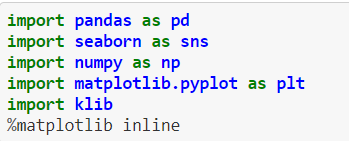 import pandas as pd
import seaborn as sns
import numpy as np
import matplotlib.pyplot as plt
import klib
%matplotlib inline